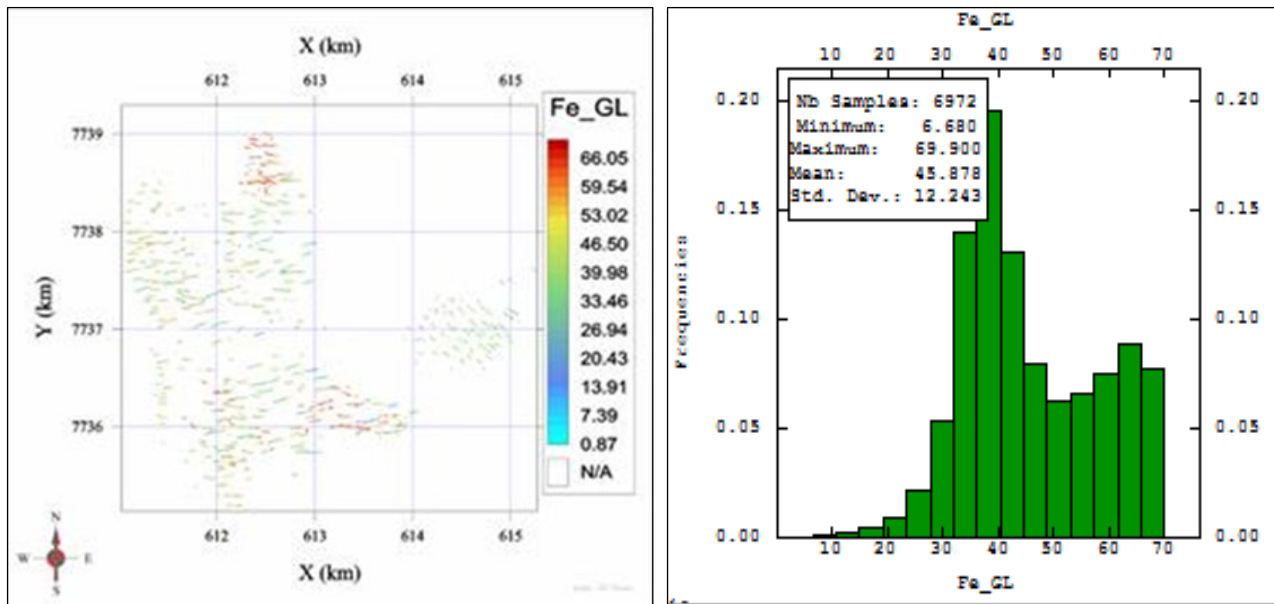 X (km)
612 613 614 615
Fe_GL
7739
66.05
59.54
53.02
7738
46.50
39.98
33.46
Y (km)
7737
26.94
20.43
13.91
7.39
7736
0.87
N/A
612 613 614 615
X (km)
N
W E
S
Fe_GL
10 20 30 40 50 60 70
0.20 0.20
Nb Samples: 6972
Minimum: 6.680
Maximum: 69.900
Mean: 45.878
Std. Dev.: 12.243
0.15 0.15
Frequencies
0.10 0.10
0.05 0.05
0.00 0.00
10 20 30 40 50 60 70
Fe_GL